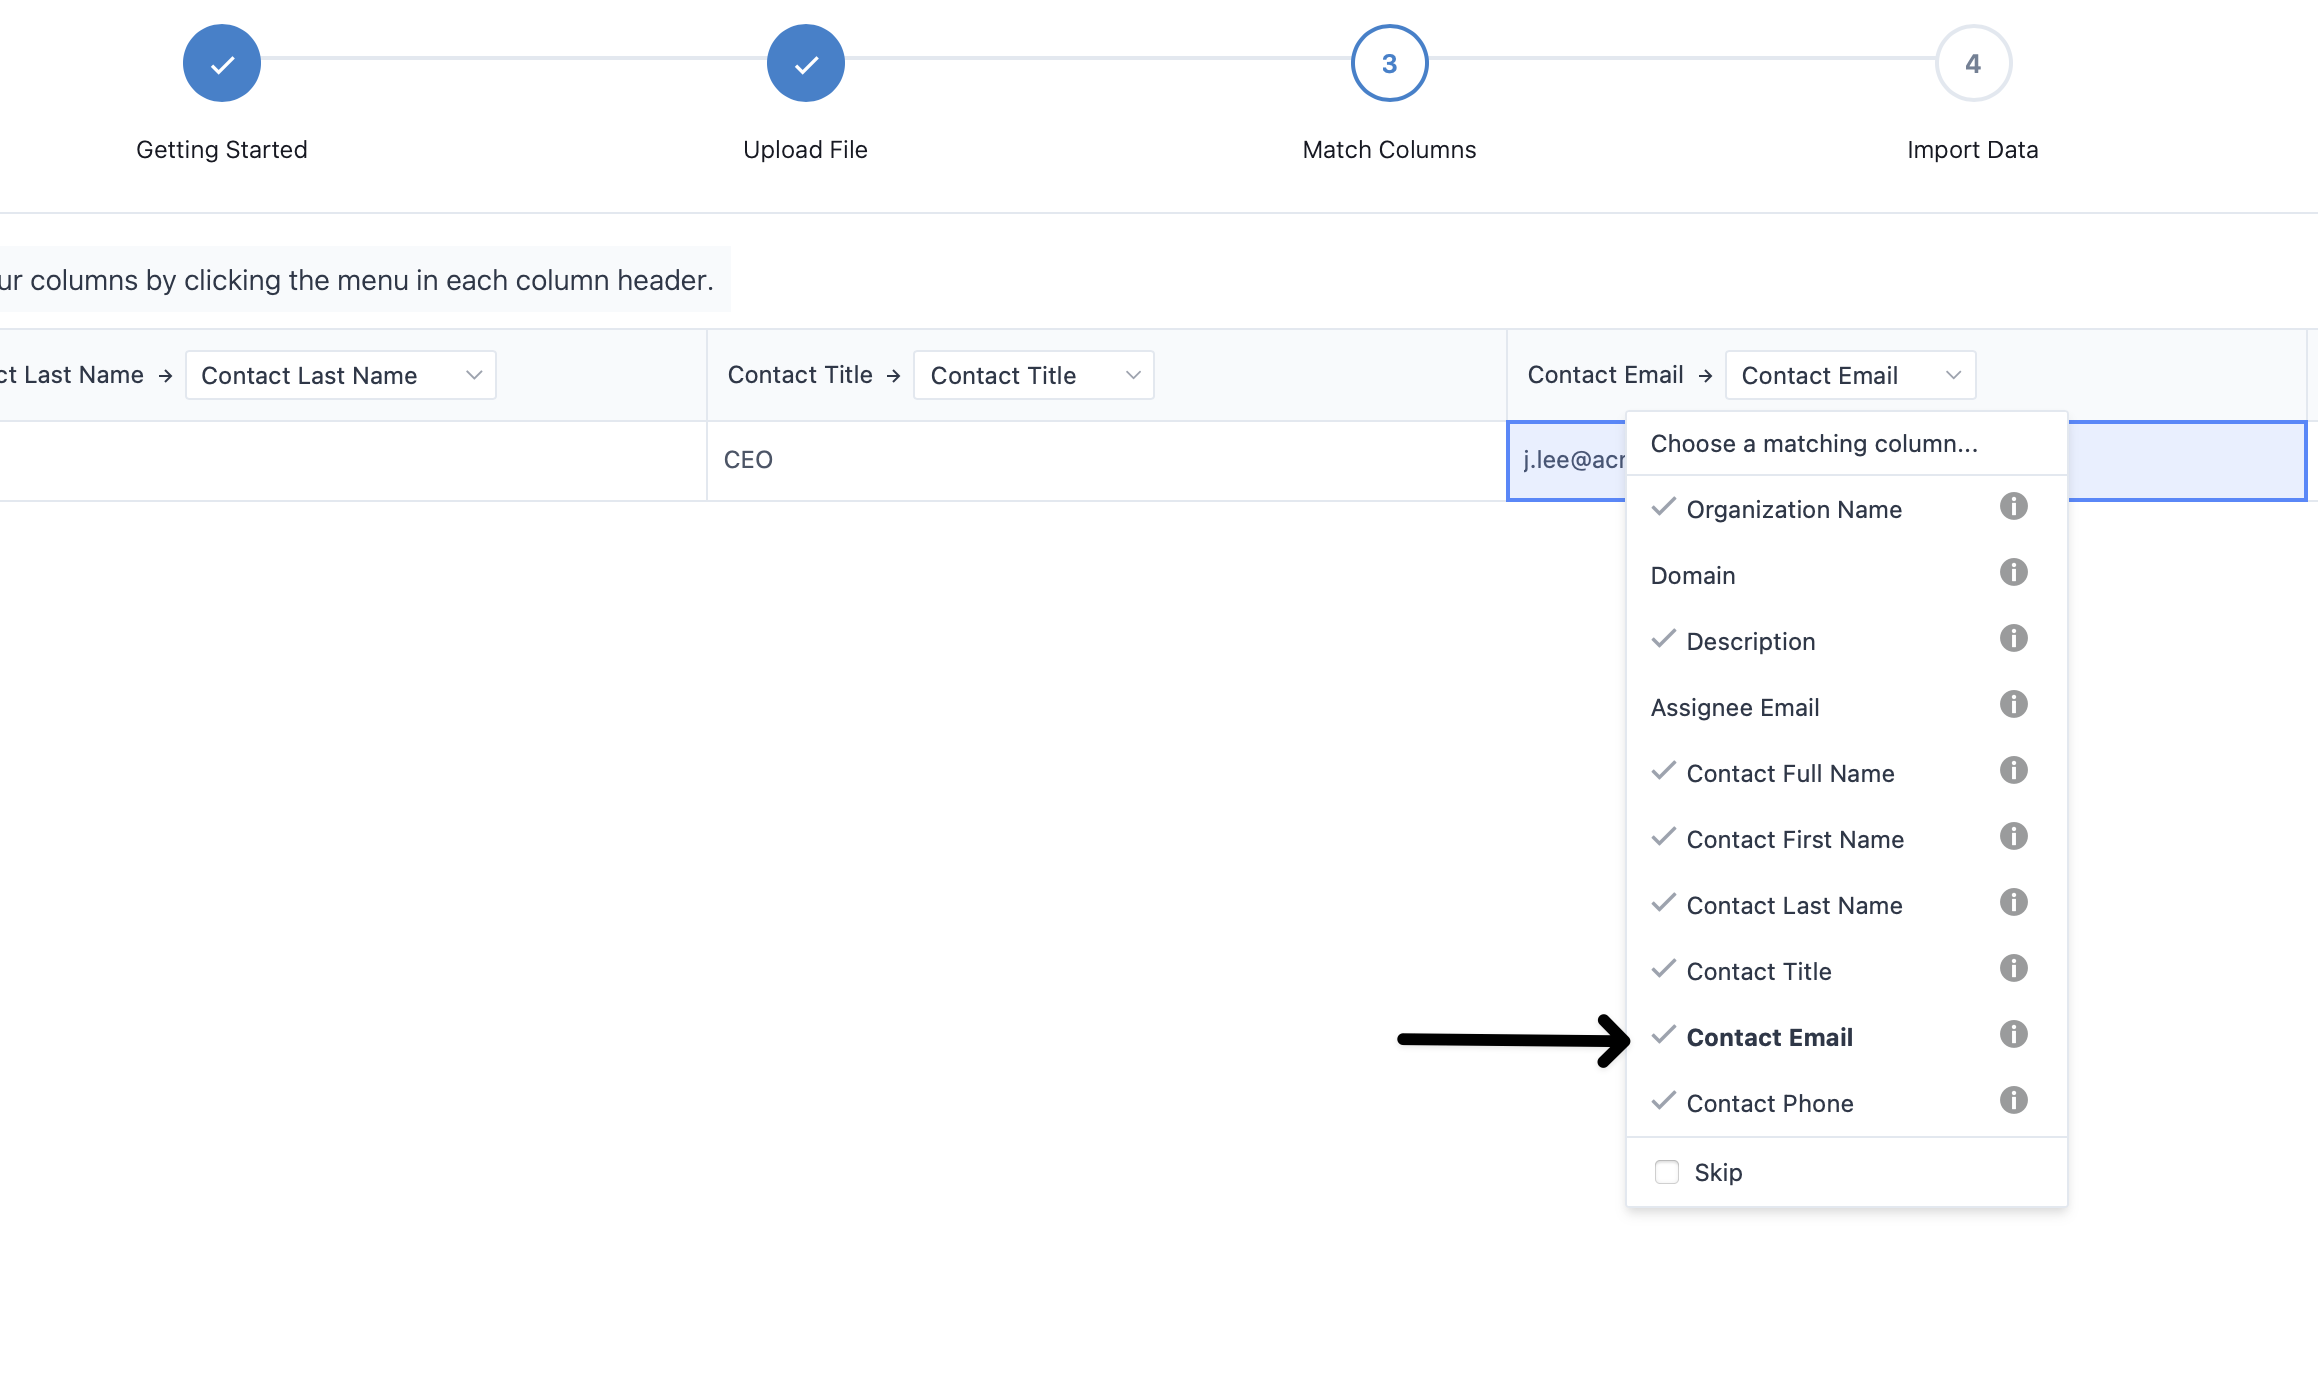 3
4
Getting Started
Upload File
Match Columns
Import Data
ur columns by clicking the menu in each column header.
ct Last Name → Contact Last Name
Contact Title → Contact Title
Contact Email → Contact Email
CEO
j.lee@acr
Choose a matching column...
Organization Name
Domain
Description
Assignee Email
Contact Full Name
Contact First Name
Contact Last Name
Contact Title
Contact Email
Contact Phone
Skip